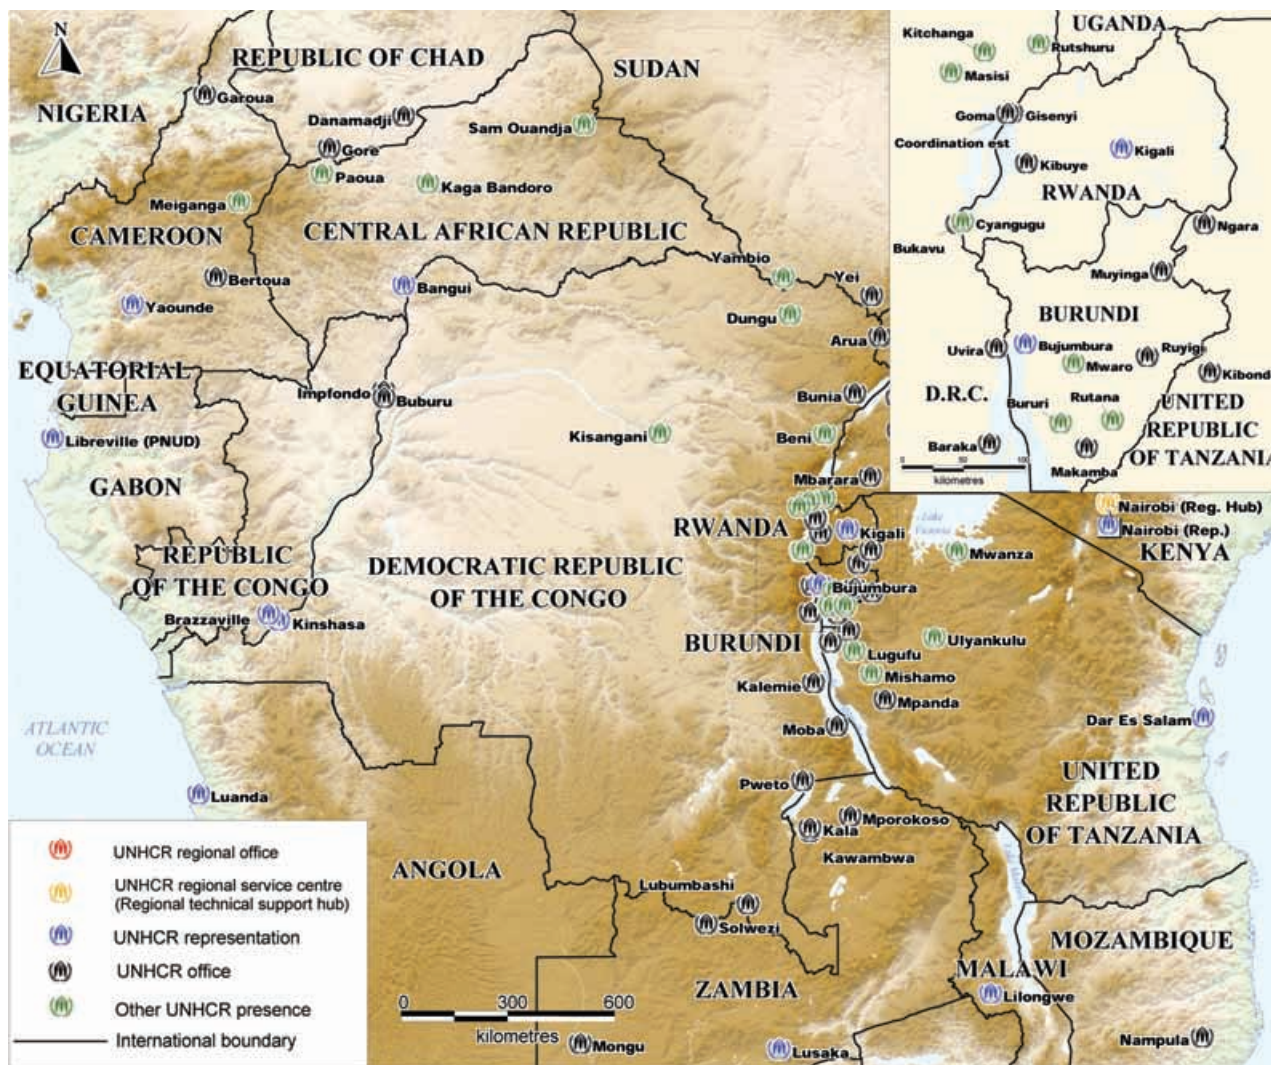 N
REPUBLIC OF CHAD
SUDAN
NIGERIA
Garoua
Danamadji
Sam Ouandja
Gore
Paoua
Kaga Bandoro
Meiganga
CAMEROON
CENTRAL AFRICAN REPUBLIC
Bertoua
Bangui
Yambio
Yei
Yaounde
Dungu
Arua
EQUATORIAL
GUINEA
Impfondo
Buburu
Bunia
Libreville (PNUD)
Kisangani
Beni
GABON
Mbarara
RWANDA
Kigali
Lake
Victoria
Mwanza
Nairobi (Reg. Hub)
Nairobi (Rep.)
KENYA
REPUBLIC
OF THE CONGO
DEMOCRATIC REPUBLIC
OF THE CONGO
Bujumbura
Brazzaville
Kinshasa
BURUNDI
Ulyankulu
Lugufu
Mishamo
Kalemie
Mpanda
Moba
Dar Es Salam
ATLANTIC
OCEAN
Pweto
UNITED
REPUBLIC
OF TANZANIA
Luanda
Mporokoso
Kala
Kawambwa
ANGOLA
Lubumbashi
Solwezi
MOZAMBIQUE
MALAWI
Lilongwe
ZAMBIA
Mongu
Lusaka
Nampula
0 300 600
kilometres
UNHCR regional office
UNHCR regional service centre
(Regional technical support hub)
UNHCR representation
UNHCR office
Other UNHCR presence
International boundary
UGANDA
Kitchanga
Rutshuru
Masisi
Goma
Gisenyi
Coordination est
Kigali
Kibuye
RWANDA
Cyangugu
Ngara
Bukavu
Muyinga
BURUNDI
Uvira
Bujumbura
Ruyigi
Mwaro
Kibond
D.R.C.
Bururi
Rutana
UNITED
REPUBLIC
OF TANZANIA
Baraka
Makamba
0 50 100
kilometres